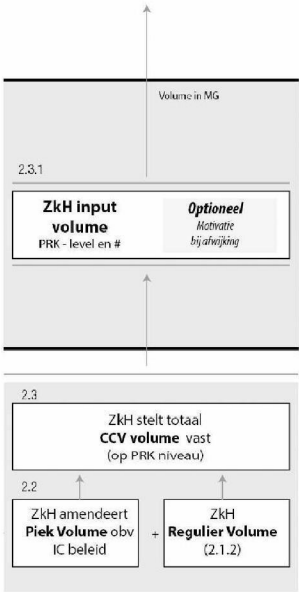 Volume in MG
2.3.1
ZkH input
volume
PRK - level en #
Optioneel
Motivatie
bij afwijking
2.3
ZkH stelt totaal
CCV volume vast
(op PRK niveau)
2.2
ZkH amendeert
Piek Volume obv
IC beleid
+
ZkH
Regulier Volume
(2.1.2)